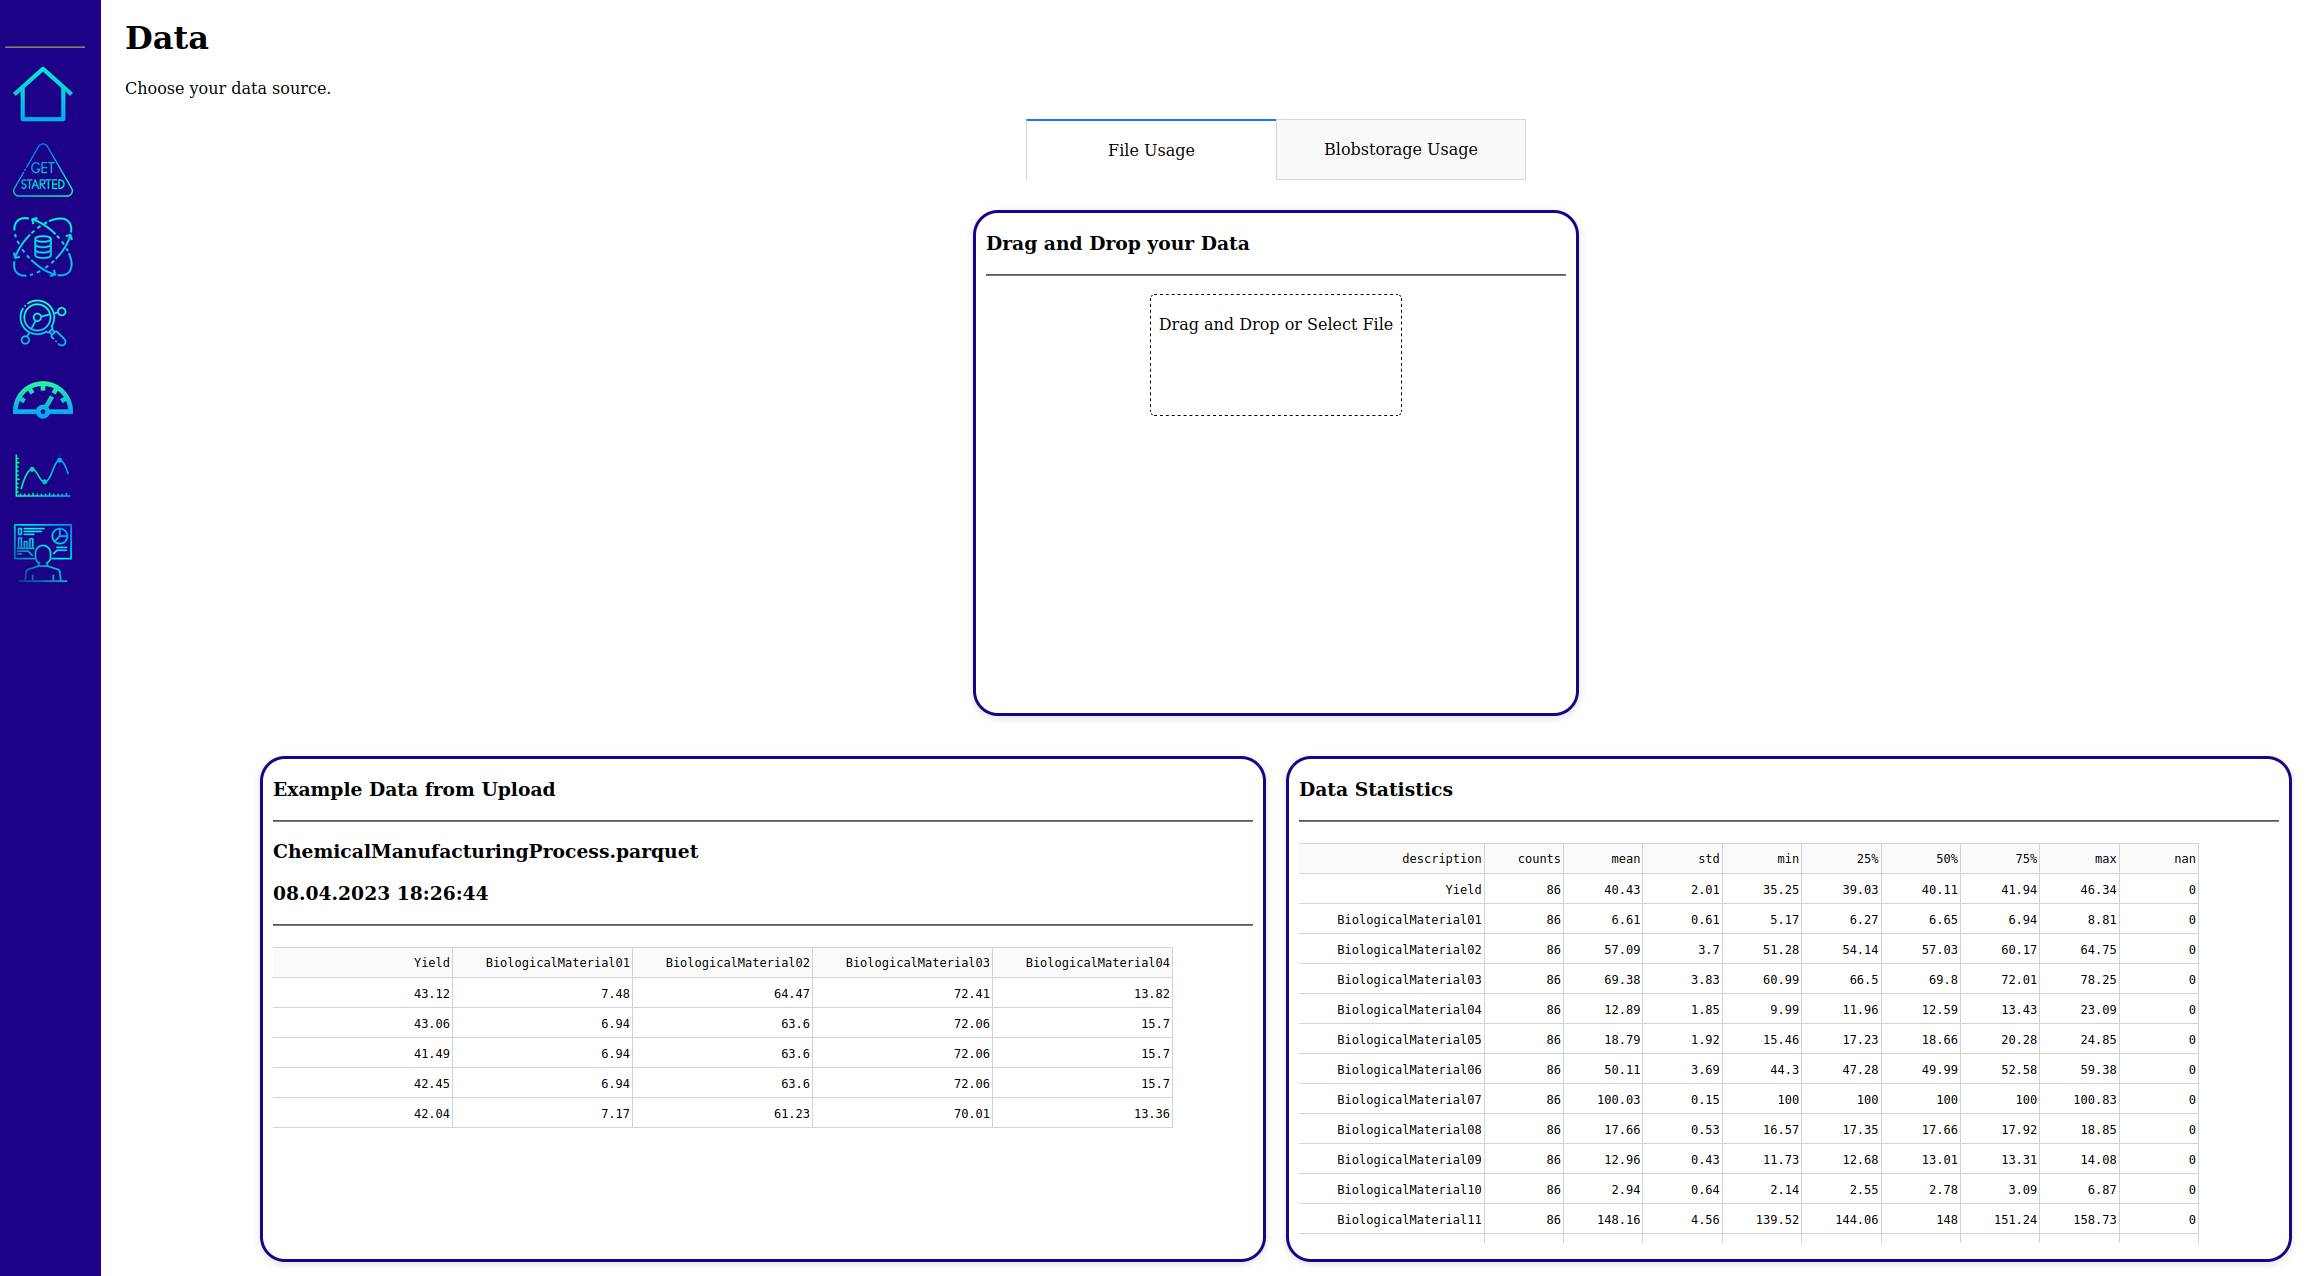 Data
Choose your data source.
GET
STARTED
File Usage
Blobstorage Usage
Drag and Drop your Data
Drag and Drop or Select File
Example Data from Upload
ChemicalManufacturingProcess.parquet
08.04.2023 18:26:44
Yield BiologicalMaterial01 BiologicalMaterial02 BiologicalMaterial03 BiologicalMaterial04
43.12 7.48 64.47 72.41 13.82
43.06 6.94 63.6 72.06 15.7
41.49 6.94 63.6 72.06 15.7
42.45 6.94 63.6 72.06 15.7
42.04 7.17 61.23 70.01 13.36
Data Statistics
description counts mean std min 25% 50% 75% max nan
Yield 86 40.43 2.01 35.25 39.03 40.11 41.94 46.34 0
BiologicalMaterial01 86 6.61 0.61 5.17 6.27 6.65 6.94 8.81 0
BiologicalMaterial02 86 57.09 3.7 51.28 54.14 57.03 60.17 64.75 0
BiologicalMaterial03 86 69.38 3.83 60.99 66.5 69.8 72.01 78.25 0
BiologicalMaterial04 86 12.89 1.85 9.99 11.96 12.59 13.43 23.09 0
BiologicalMaterial05 86 18.79 1.92 15.46 17.23 18.66 20.28 24.85 0
BiologicalMaterial06 86 50.11 3.69 44.3 47.28 49.99 52.58 59.38 0
BiologicalMaterial07 86 100.03 0.15 100 100 100 100 100.83 0
BiologicalMaterial08 86 17.66 0.53 16.57 17.35 17.66 17.92 18.85 0
BiologicalMaterial09 86 12.96 0.43 11.73 12.68 13.01 13.31 14.08 0
BiologicalMaterial10 86 2.94 0.64 2.14 2.55 2.78 3.09 6.87 0
BiologicalMaterial11 86 148.16 4.56 139.52 144.06 148 151.24 158.73 0